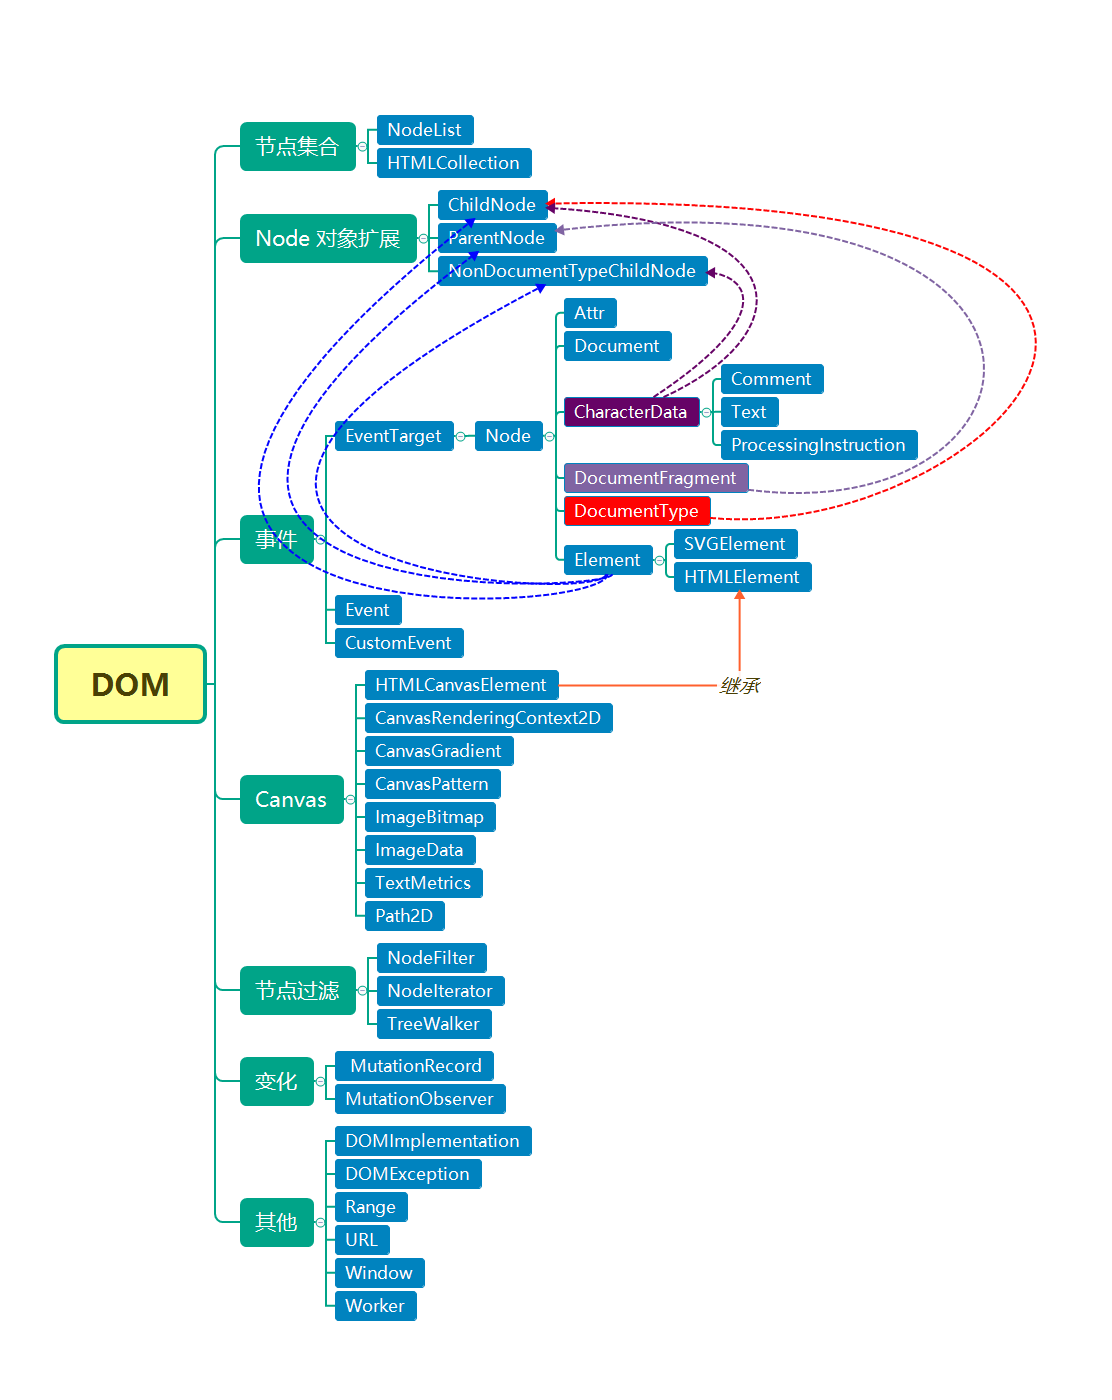 DOM
节点集合
NodeList
HTMLCollection
Node 对象扩展
ChildNode
ParentNode
NonDocumentTypeChildNode
事件
EventTarget
Node
Attr
Document
CharacterData
Comment
Text
ProcessingInstruction
DocumentFragment
DocumentType
Element
SVGElement
HTMLElement
Event
CustomEvent
Canvas
HTMLCanvasElement
继承
CanvasRenderingContext2D
CanvasGradient
CanvasPattern
ImageBitmap
ImageData
TextMetrics
Path2D
节点过滤
NodeFilter
NodeIterator
TreeWalker
变化
MutationRecord
MutationObserver
其他
DOMImplementation
DOMException
Range
URL
Window
Worker